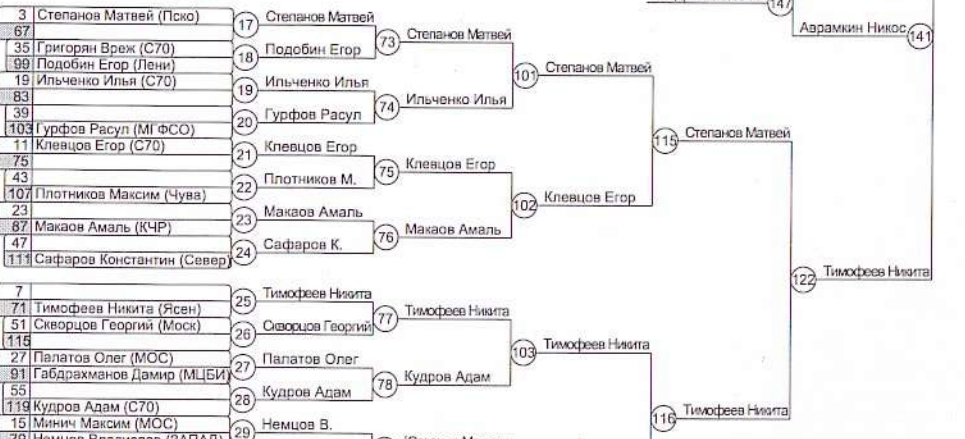 147
Аврамкин Никос
141
3 Степанов Матвей (Пско)
67
17 Степанов Матвей
35 Григорян Вреж (С70)
99 Подобин Егор (Лени)
18 Подобин Егор
73 Степанов Матвей
19 Ильченко Илья (С70)
83
19 Ильченко Илья
39
103 Гурфов Расул (МГФСО)
20 Гурфов Расул
74 Ильченко Илья
101 Степанов Матвей
11 Клевцов Егор (С70)
75
21 Клевцов Егор
43
107 Плотников Максим (Чува)
22 Плотников М.
75 Клевцов Егор
23
87 Макаов Амаль (КЧР)
23 Макаов Амаль
47
111 Сафаров Константин (Север)
24 Сафаров К.
76 Макаов Амаль
102 Клевцов Егор
115 Степанов Матвей
7
71 Тимофеев Никита (Ясен)
25 Тимофеев Никита
51 Скворцов Георгий (Моск)
115
26 Скворцов Георгий
77 Тимофеев Никита
27 Палатов Олег (МОС)
91 Габдрахманов Дамир (МЦБИ)
27 Палатов Олег
55
119 Кудров Адам (С70)
28 Кудров Адам
78 Кудров Адам
103 Тимофеев Никита
15 Минич Максим (МОС)
79 Немцов Владислав (ЗАПАД)
29 Немцов В.
116 Тимофеев Никита
122 Тимофеев Никита